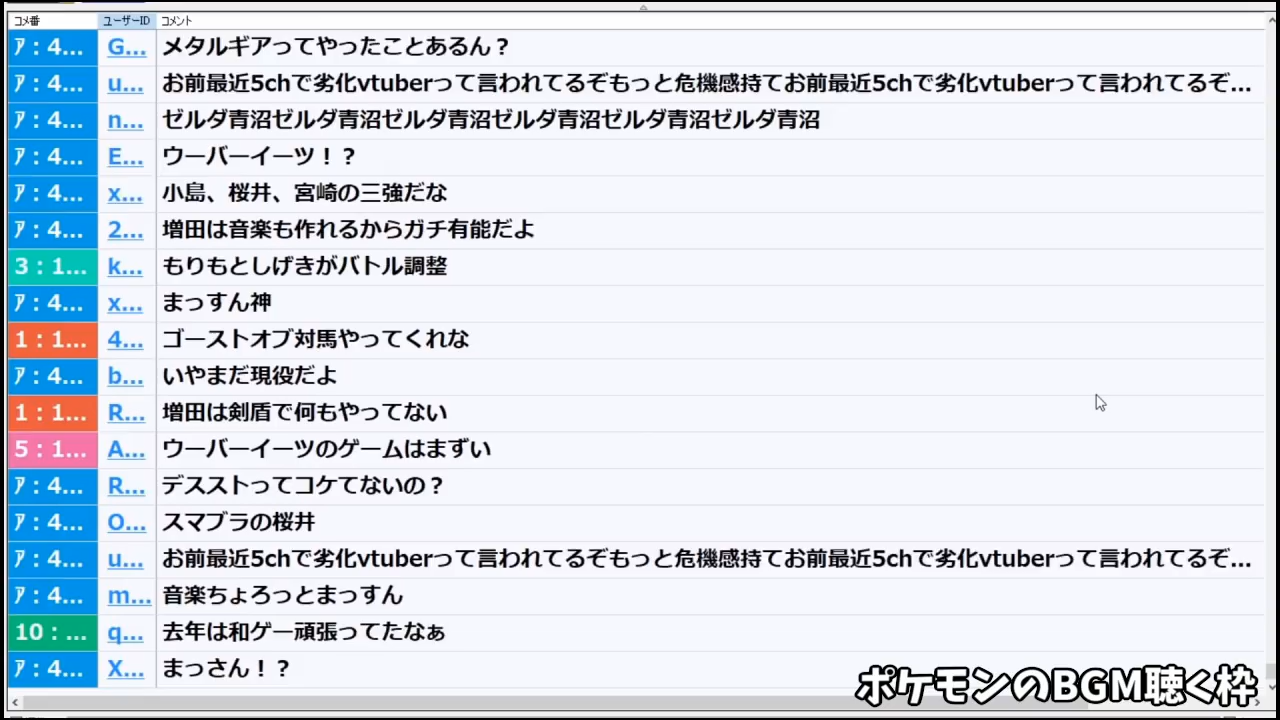 コメ番 ユーザーID コメント
ｱ：4... G... メタルギアってやったことあるん？
ｱ：4... u... お前最近5chで劣化vtuberって言われてるぞもっと危機感持てお前最近5chで劣化vtuberって言われてるぞ...
ｱ：4... n... ゼルダ青沼ゼルダ青沼ゼルダ青沼ゼルダ青沼ゼルダ青沼ゼルダ青沼
ｱ：4... E... ウーバーイーツ！？
ｱ：4... x... 小島、桜井、宮崎の三強だな
ｱ：4... 2... 増田は音楽も作れるからガチ有能だよ
3：1... k... もりもとしげきがバトル調整
ｱ：4... x... まっすん神
1：1... 4... ゴーストオブ対馬やってくれな
ｱ：4... b... いやまだ現役だよ
1：1... R... 増田は剣盾で何もやってない
5：1... A... ウーバーイーツのゲームはまずい
ｱ：4... R... デスストってコケてないの？
ｱ：4... O... スマブラの桜井
ｱ：4... u... お前最近5chで劣化vtuberって言われてるぞもっと危機感持てお前最近5chで劣化vtuberって言われてるぞ...
ｱ：4... m... 音楽ちょろっとまっすん
10：... q... 去年は和ゲー頑張ってたなぁ
ｱ：4... X... まっさん！？
ポケモンのBGM聴く枠